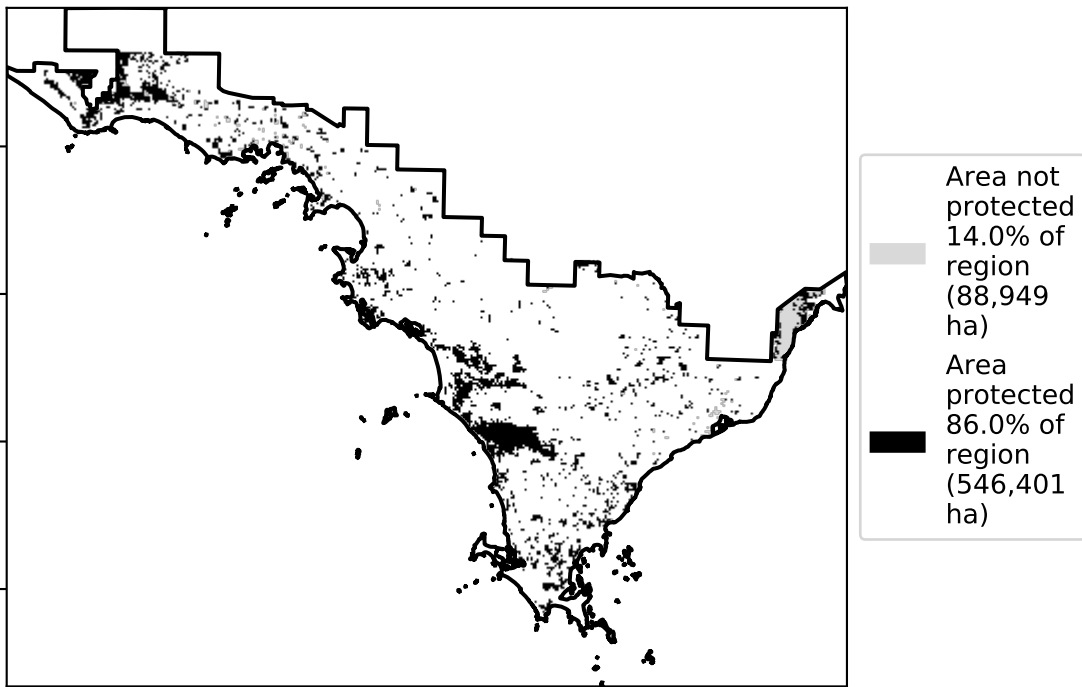 Area not
protected
14.0% of
region
(88,949
ha)
Area
protected
86.0% of
region
(546,401
ha)